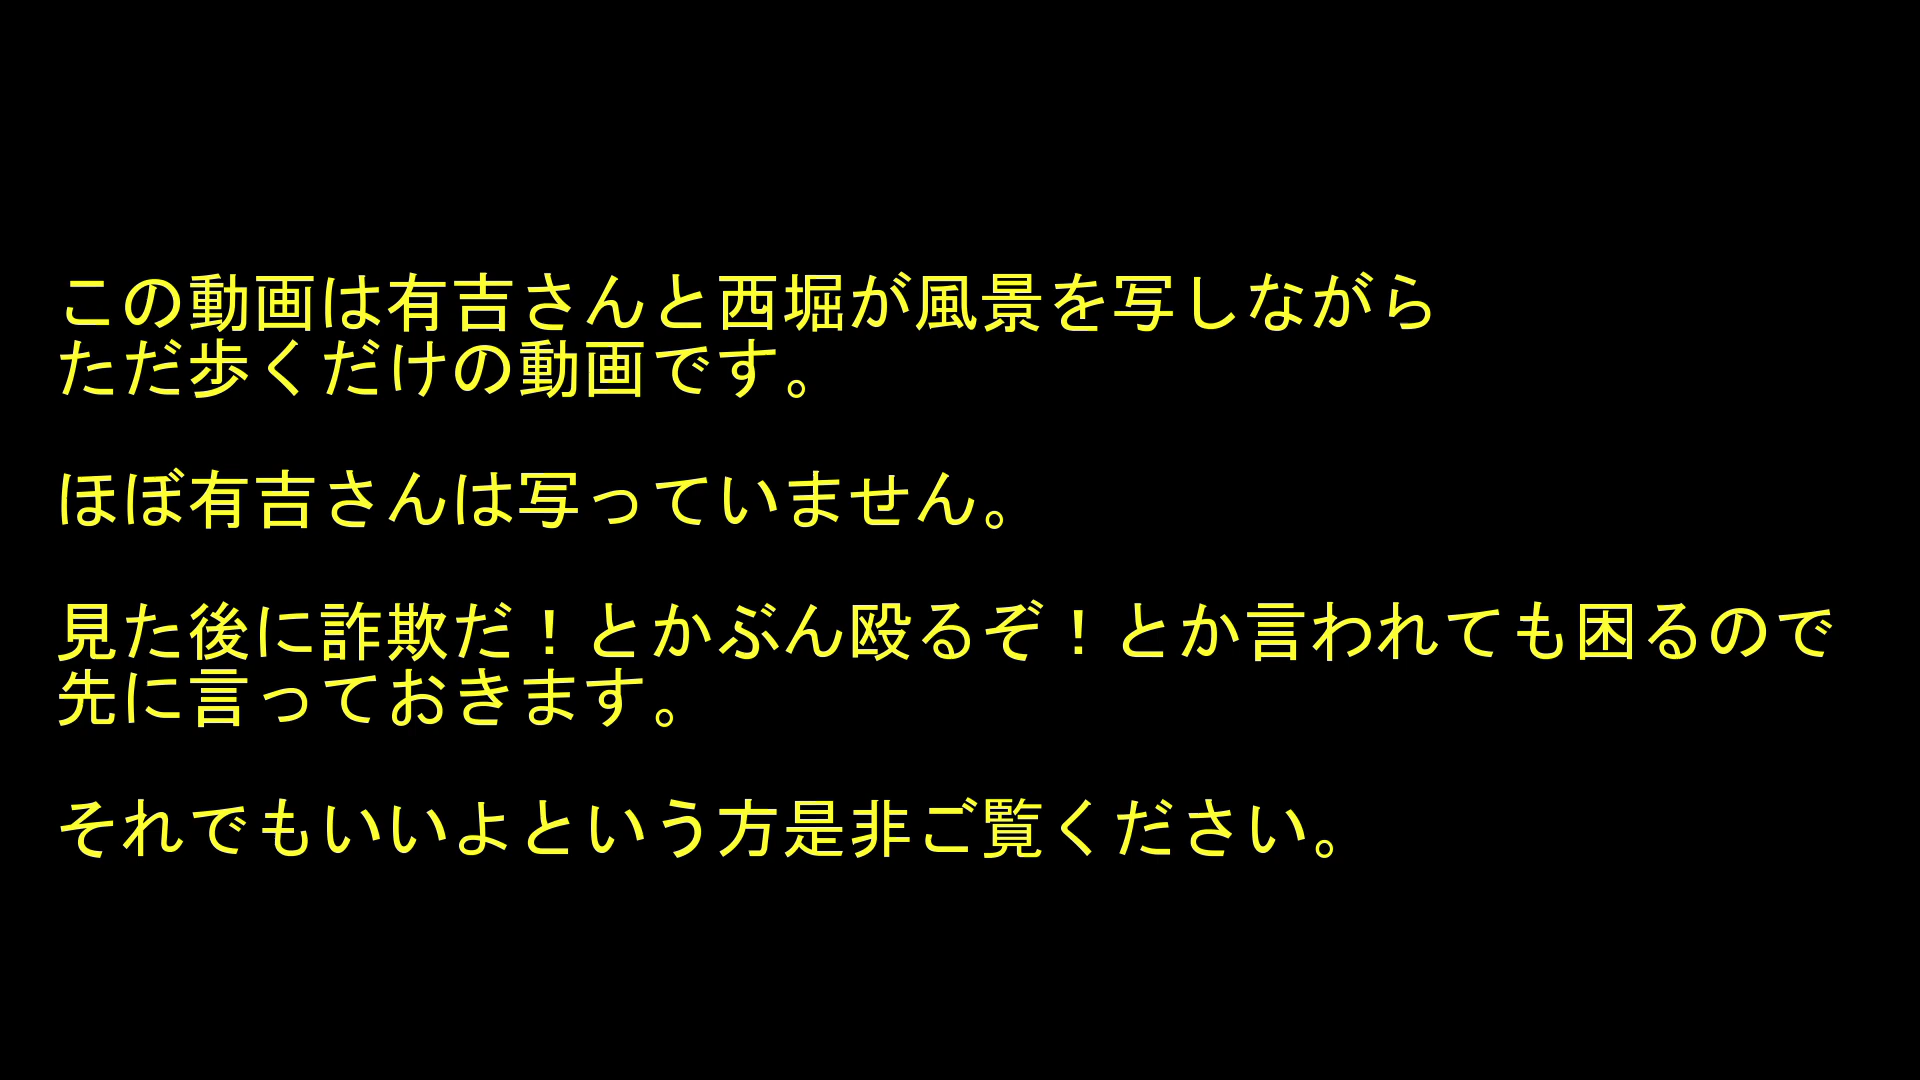 この動画は有吉さんと西堀が風景を写しながら
ただ歩くだけの動画です。
ほぼ有吉さんは写っていません。
見た後に詐欺だ！とかぶん殴るぞ！とか言われても困るので
先に言っておきます。
それでもいいよという方是非ご覧ください。